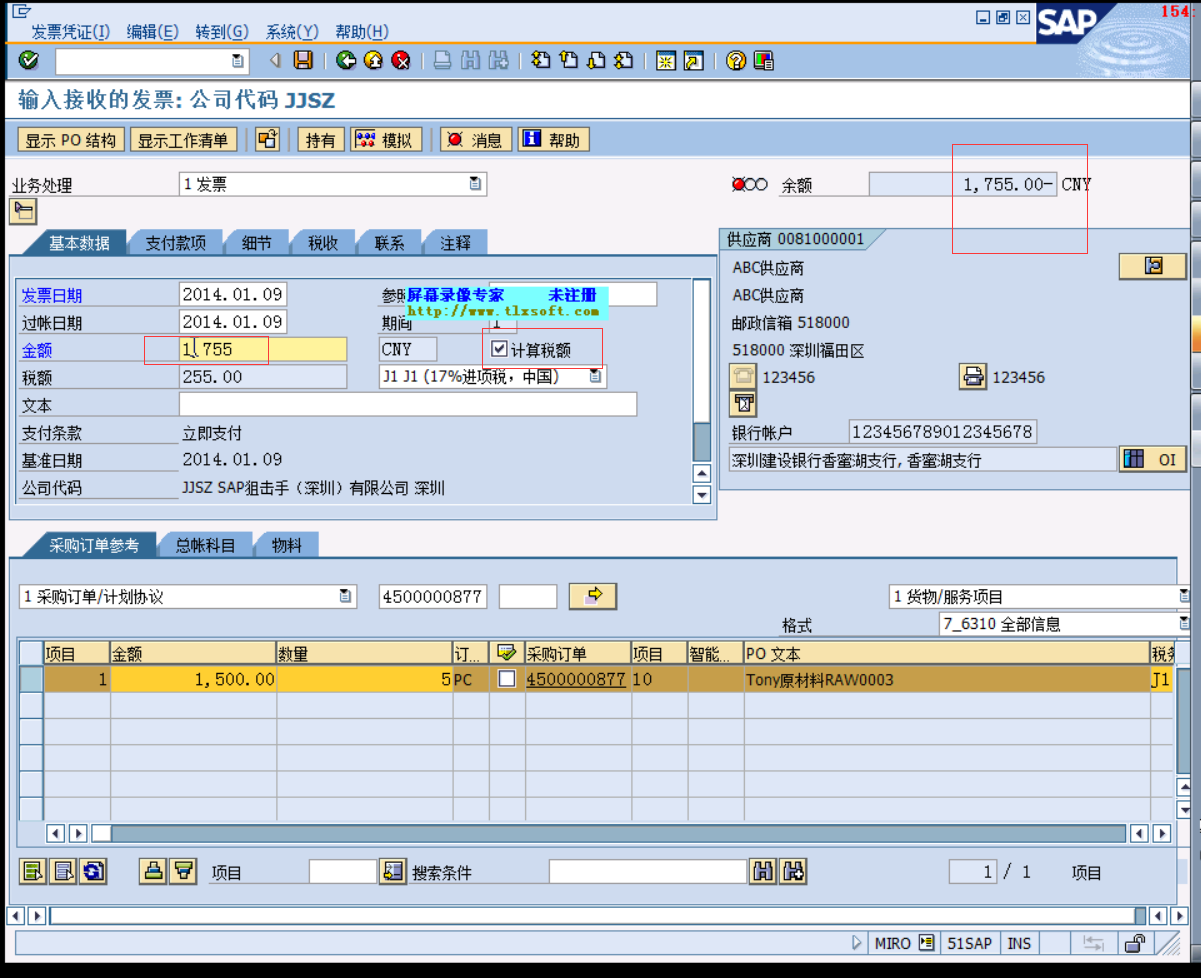 154:
发票凭证(I) 编辑(E) 转到(G) 系统(Y) 帮助(H)
SAP
输入接收的发票: 公司代码 JJSZ
显示 PO 结构 显示工作清单 持有 模拟 消息 帮助
业务处理 1 发票 余额 1,755.00- CNY
基本数据 支付款项 细节 税收 联系 注释
供应商 0081000001
发票日期 2014.01.09 参照
屏幕录像专家 未注册
http://www.tlxsoft.com
过帐日期 2014.01.09 期间 1
金额 1,755 CNY 计算税额
税额 255.00 J1 J1 (17%进项税, 中国)
文本
支付条款 立即支付
基准日期 2014.01.09
公司代码 JJSZ SAP狙击手（深圳）有限公司 深圳
ABC供应商
ABC供应商
邮政信箱 518000
518000 深圳福田区
123456 123456
银行帐户 123456789012345678
深圳建设银行香蜜湖支行, 香蜜湖支行 OI
采购订单参考 总帐科目 物料
1 采购订单/计划协议 4500000877 1 货物/服务项目
格式 7_6310 全部信息
项目 金额 数量 订... 采购订单 项目 智能... PO 文本 税务
1 1,500.00 5 PC 4500000877 10 Tony原材料RAW0003 J1
项目 搜索条件 1 / 1 项目
MIRO 51SAP INS